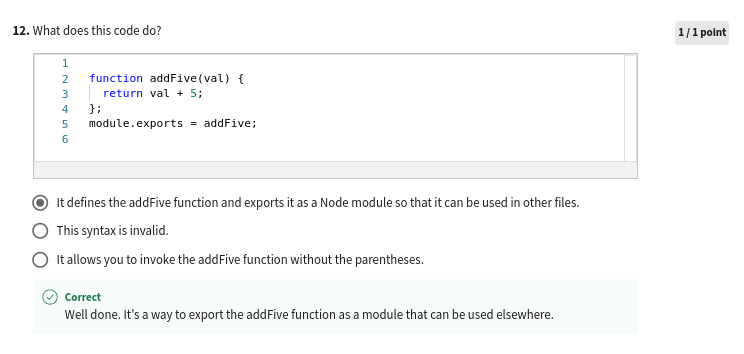 12. What does this code do?
1 / 1 point
1
2 function addFive(val) {
3 return val + 5;
4 };
5 module.exports = addFive;
6
It defines the addFive function and exports it as a Node module so that it can be used in other files.
This syntax is invalid.
It allows you to invoke the addFive function without the parentheses.
Correct
Well done. It's a way to export the addFive function as a module that can be used elsewhere.